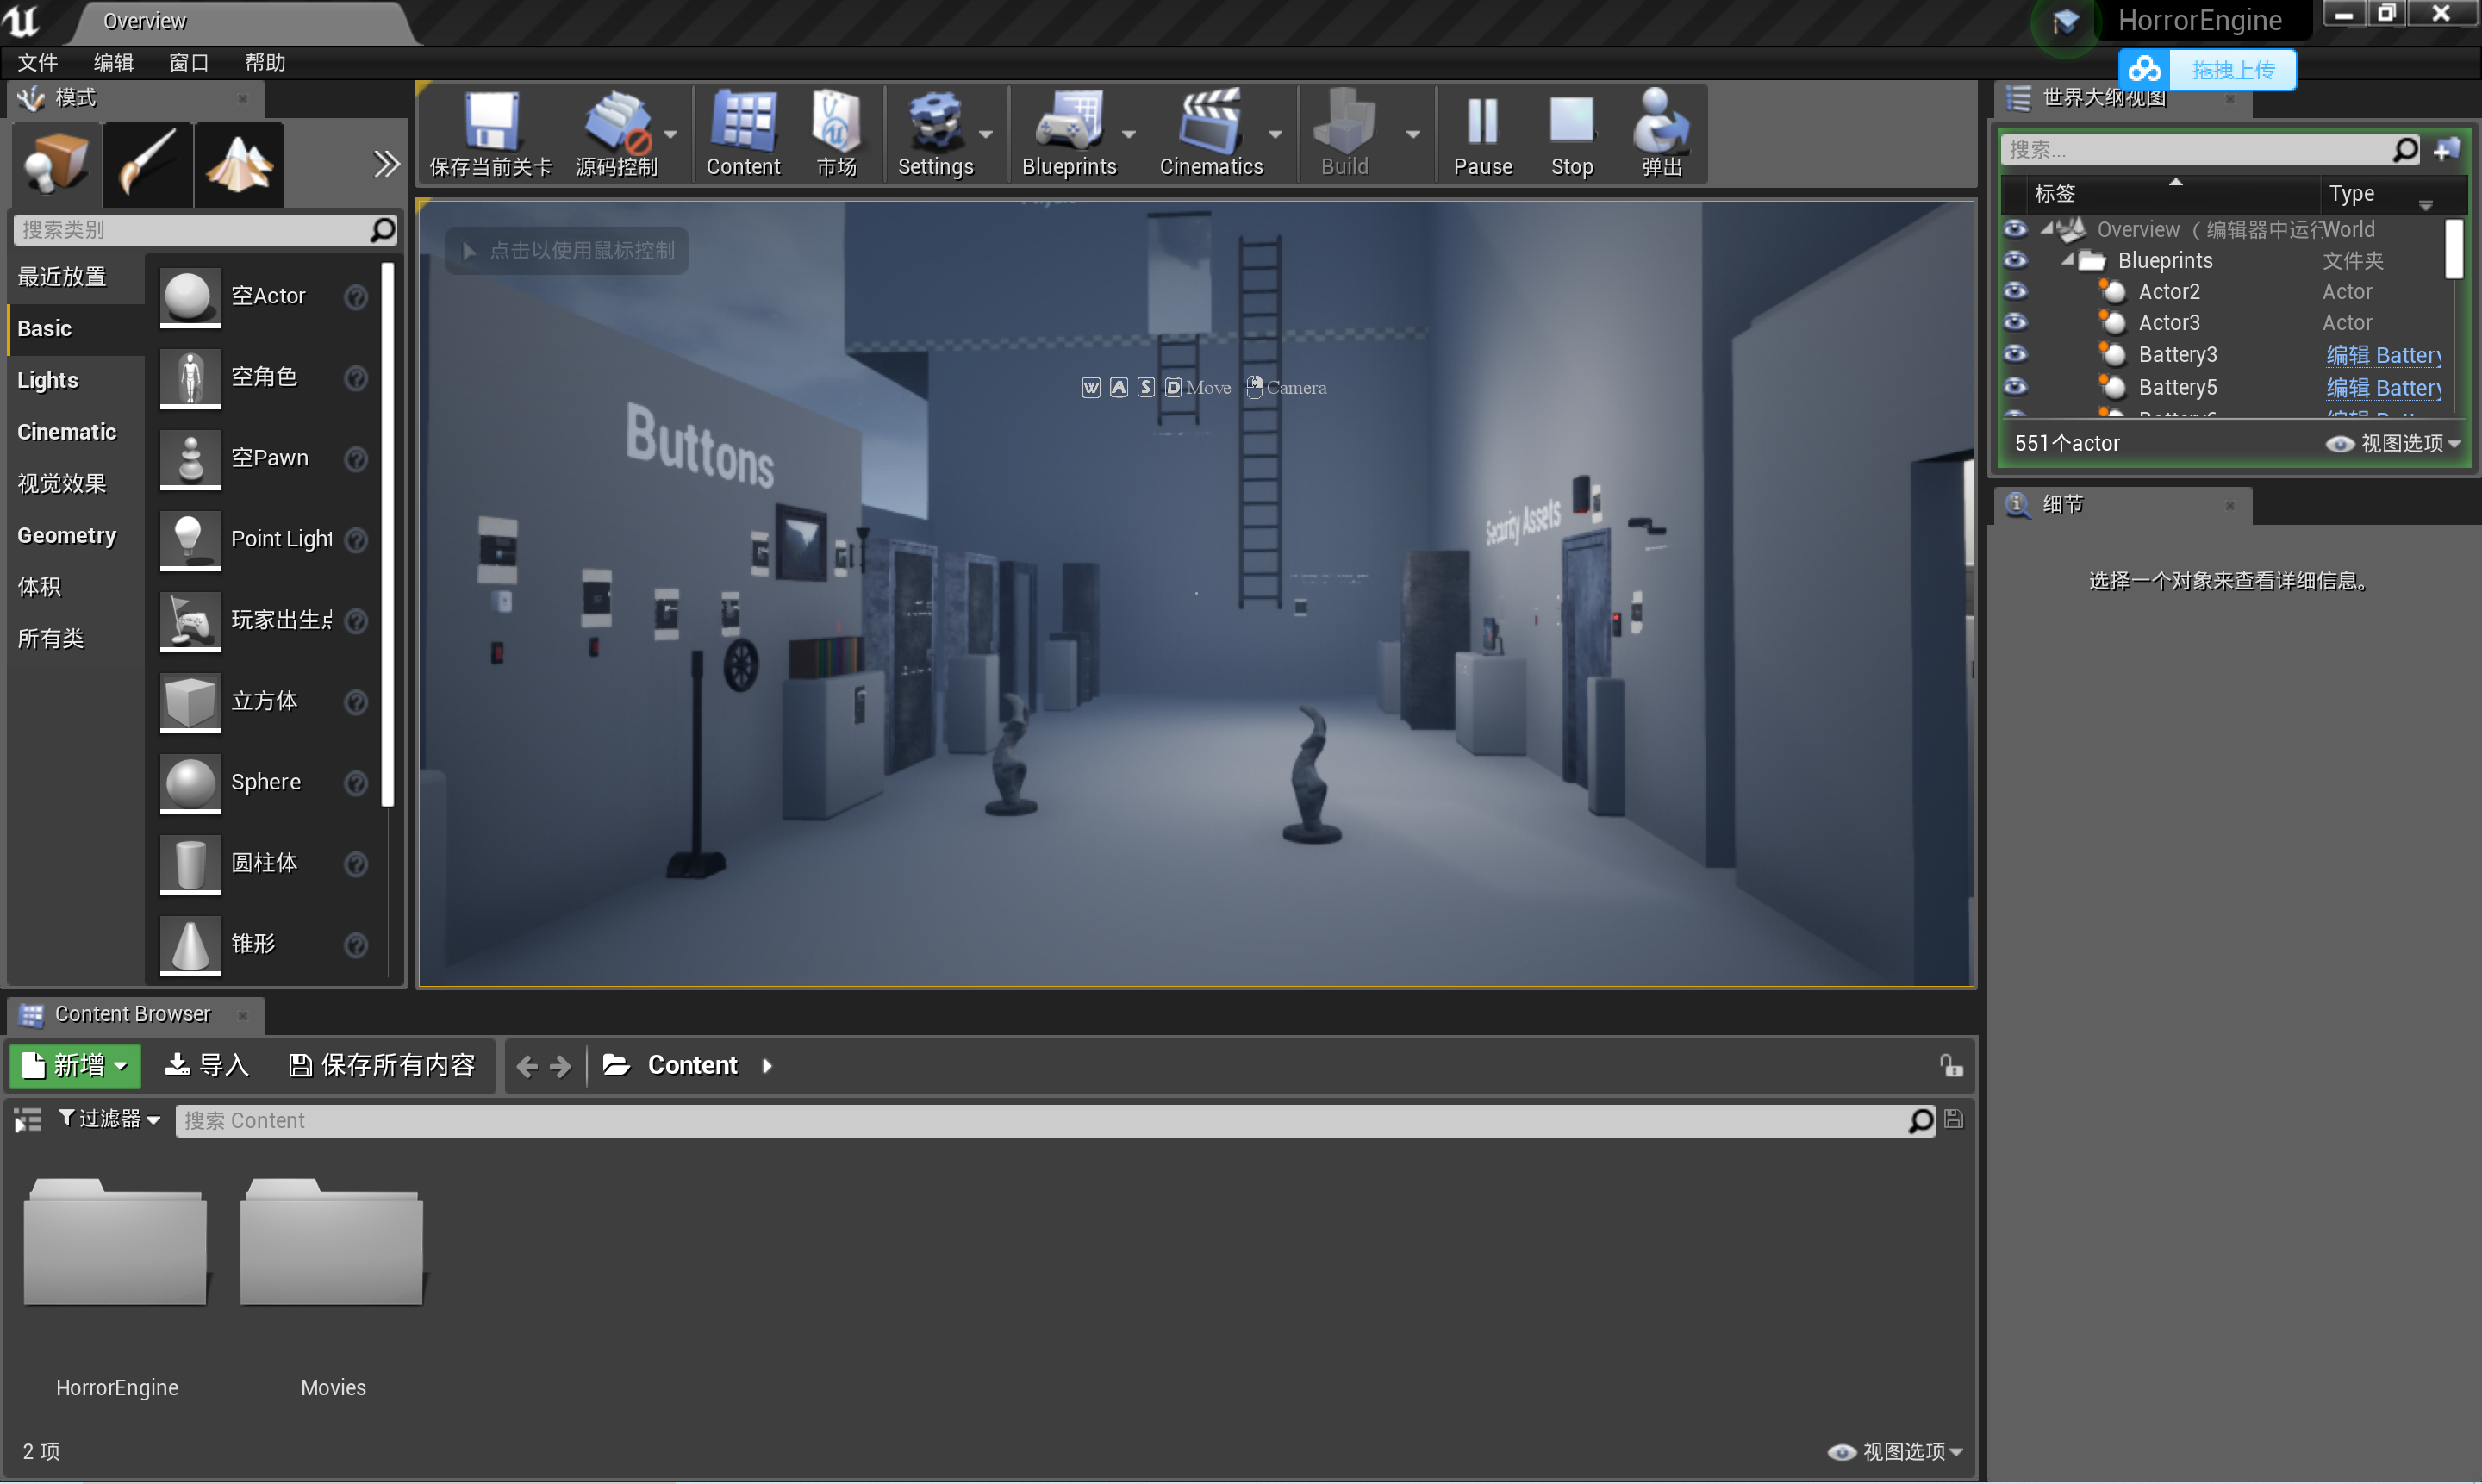 Overview
HorrorEngine
文件 编辑 窗口 帮助
拖拽上传
模式
世界大纲视图
保存当前关卡 源码控制 Content 市场 Settings Blueprints Cinematics Build Pause Stop 弹出
搜索...
标签 Type
搜索类别
点击以使用鼠标控制
Overview（编辑器中运行 World
Blueprints 文件夹
Actor2 Actor
Actor3 Actor
Battery3 编辑 Battery
Battery5 编辑 Battery
551个actor 视图选项
最近放置
Basic
Lights
Cinematic
视觉效果
Geometry
体积
所有类
空Actor
空角色
空Pawn
Point Light
玩家出生点
立方体
Sphere
圆柱体
锥形
W A S D Move Camera
Buttons
Security Assets
细节
选择一个对象来查看详细信息。
Content Browser
新增 导入 保存所有内容 Content
过滤器 搜索 Content
HorrorEngine Movies
2 项 视图选项